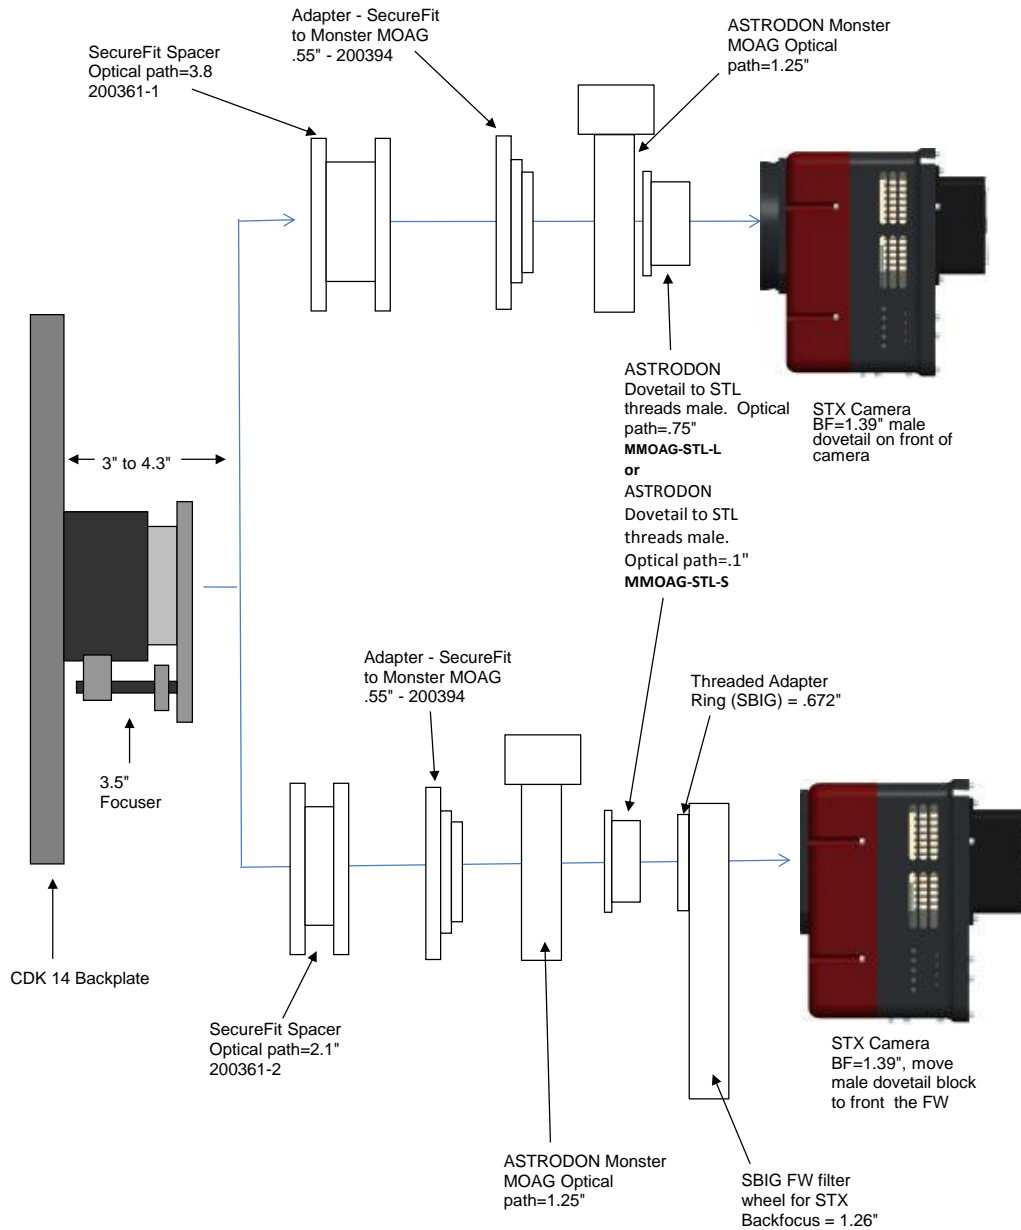 Adapter - SecureFit
to Monster MOAG
.55" - 200394
ASTRODON Monster
MOAG Optical
path=1.25"
SecureFit Spacer
Optical path=3.8
200361-1
ASTRODON
Dovetail to STL
threads male.  Optical
path=.75"
MMOAG-STL-L
or
ASTRODON
Dovetail to STL
threads male.
Optical path=.1"
MMOAG-STL-S
STX Camera
BF=1.39" male
dovetail on front of
camera
3" to 4.3"
3.5"
Focuser
CDK 14 Backplate
Adapter - SecureFit
to Monster MOAG
.55" - 200394
Threaded Adapter
Ring (SBIG) = .672"
SecureFit Spacer
Optical path=2.1"
200361-2
STX Camera
BF=1.39", move
male dovetail block
to front  the FW
ASTRODON Monster
MOAG Optical
path=1.25"
SBIG FW filter
wheel for STX
Backfocus = 1.26"